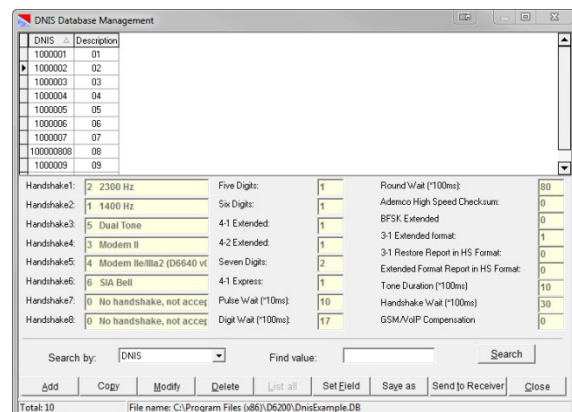 DNIS Database Management
DNIS Description
1000001 01
1000002 02
1000003 03
1000004 04
1000005 05
1000006 06
1000007 07
100000808 08
1000009 09
Handshake1: 2 2300 Hz Five Digits: 1 Round Wait (*100ms): 80
Handshake2: 1 1400 Hz Six Digits: 1 Ademco High Speed Checksum: 0
Handshake3: 5 Dual Tone 4-1 Extended: 1 BFSK Extended 0
Handshake4: 3 Modem II 4-2 Extended: 1 3-1 Extended format: 1
Handshake5: 4 Modem IIe/IIIa2 (D6640 v( Seven Digits: 2 3-1 Restore Report in HS Format: 0
Handshake6: 6 SIA Bell 4-1 Express: 1 Extended Format Report in HS Format: 0
Handshake7: 0 No handshake, not accep Pulse Wait (*10ms): 10 Tone Duration (*100ms) 10
Handshake8: 0 No handshake, not accep Digit Wait (*100ms): 17 Handshake Wait (*100ms) 30
GSM/VoIP Compensation 0
Search by: DNIS Find value: Search
Add Copy Modify Delete List all Set Field Save as Send to Receiver Close
Total: 10 File name: C:\Program Files (x86)\D6200\DnisExample.DB